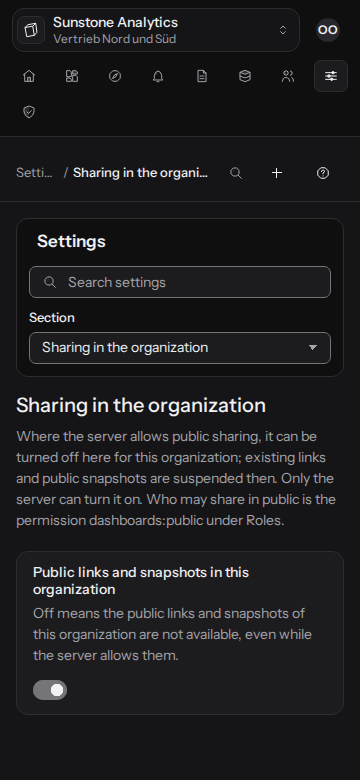 Sunstone Analytics
Vertrieb Nord und Süd
OO
Setti... / Sharing in the organi...
Settings
Search settings
Section
Sharing in the organization
Sharing in the organization
Where the server allows public sharing, it can be
turned off here for this organization; existing links
and public snapshots are suspended then. Only the
server can turn it on. Who may share in public is the
permission dashboards:public under Roles.
Public links and snapshots in this
organization
Off means the public links and snapshots of
this organization are not available, even while
the server allows them.